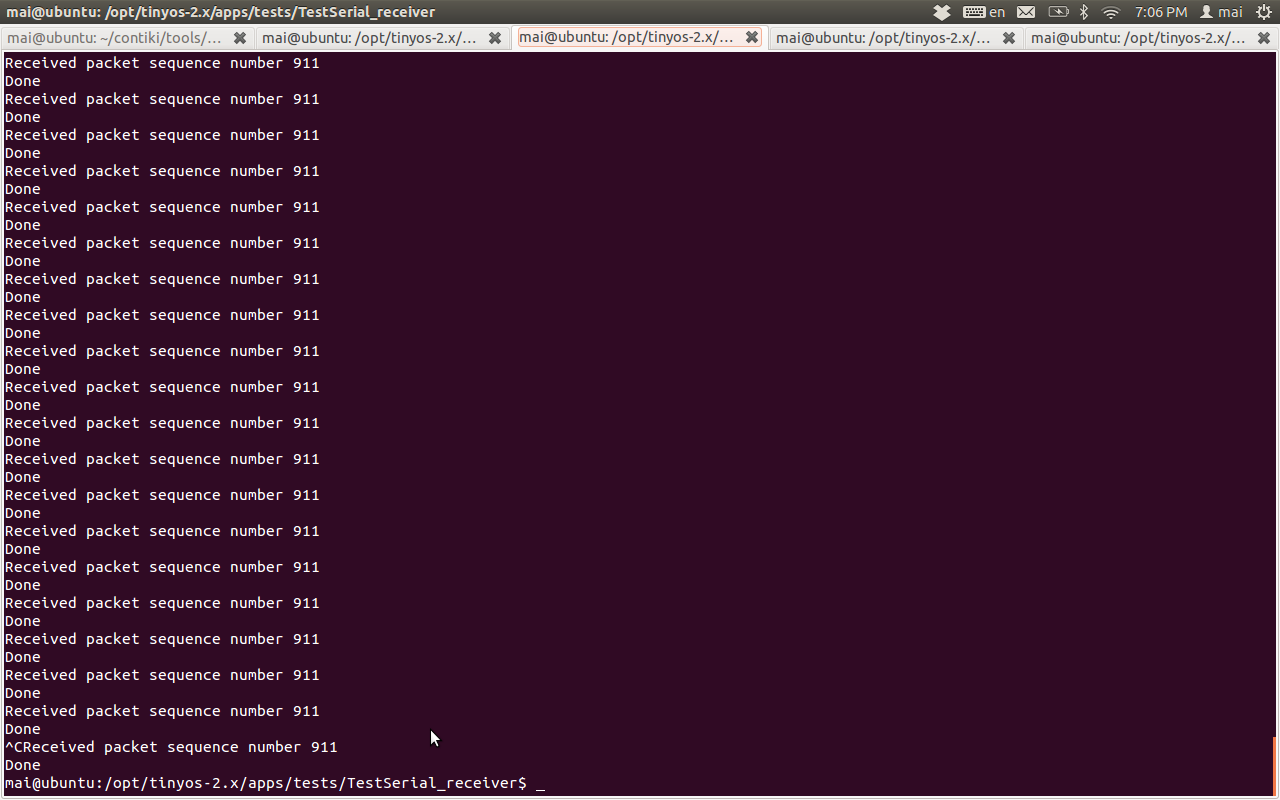 mai@ubuntu: /opt/tinyos-2.x/apps/tests/TestSerial_receiver en 7:06 PM mai
mai@ubuntu: ~/contiki/tools/... mai@ubuntu: /opt/tinyos-2.x/... mai@ubuntu: /opt/tinyos-2.x/... mai@ubuntu: /opt/tinyos-2.x/... mai@ubuntu: /opt/tinyos-2.x/...
Received packet sequence number 911
Done
Received packet sequence number 911
Done
Received packet sequence number 911
Done
Received packet sequence number 911
Done
Received packet sequence number 911
Done
Received packet sequence number 911
Done
Received packet sequence number 911
Done
Received packet sequence number 911
Done
Received packet sequence number 911
Done
Received packet sequence number 911
Done
Received packet sequence number 911
Done
Received packet sequence number 911
Done
Received packet sequence number 911
Done
Received packet sequence number 911
Done
Received packet sequence number 911
Done
Received packet sequence number 911
Done
Received packet sequence number 911
Done
Received packet sequence number 911
Done
Received packet sequence number 911
Done
^CReceived packet sequence number 911
Done
mai@ubuntu:/opt/tinyos-2.x/apps/tests/TestSerial_receiver$ _